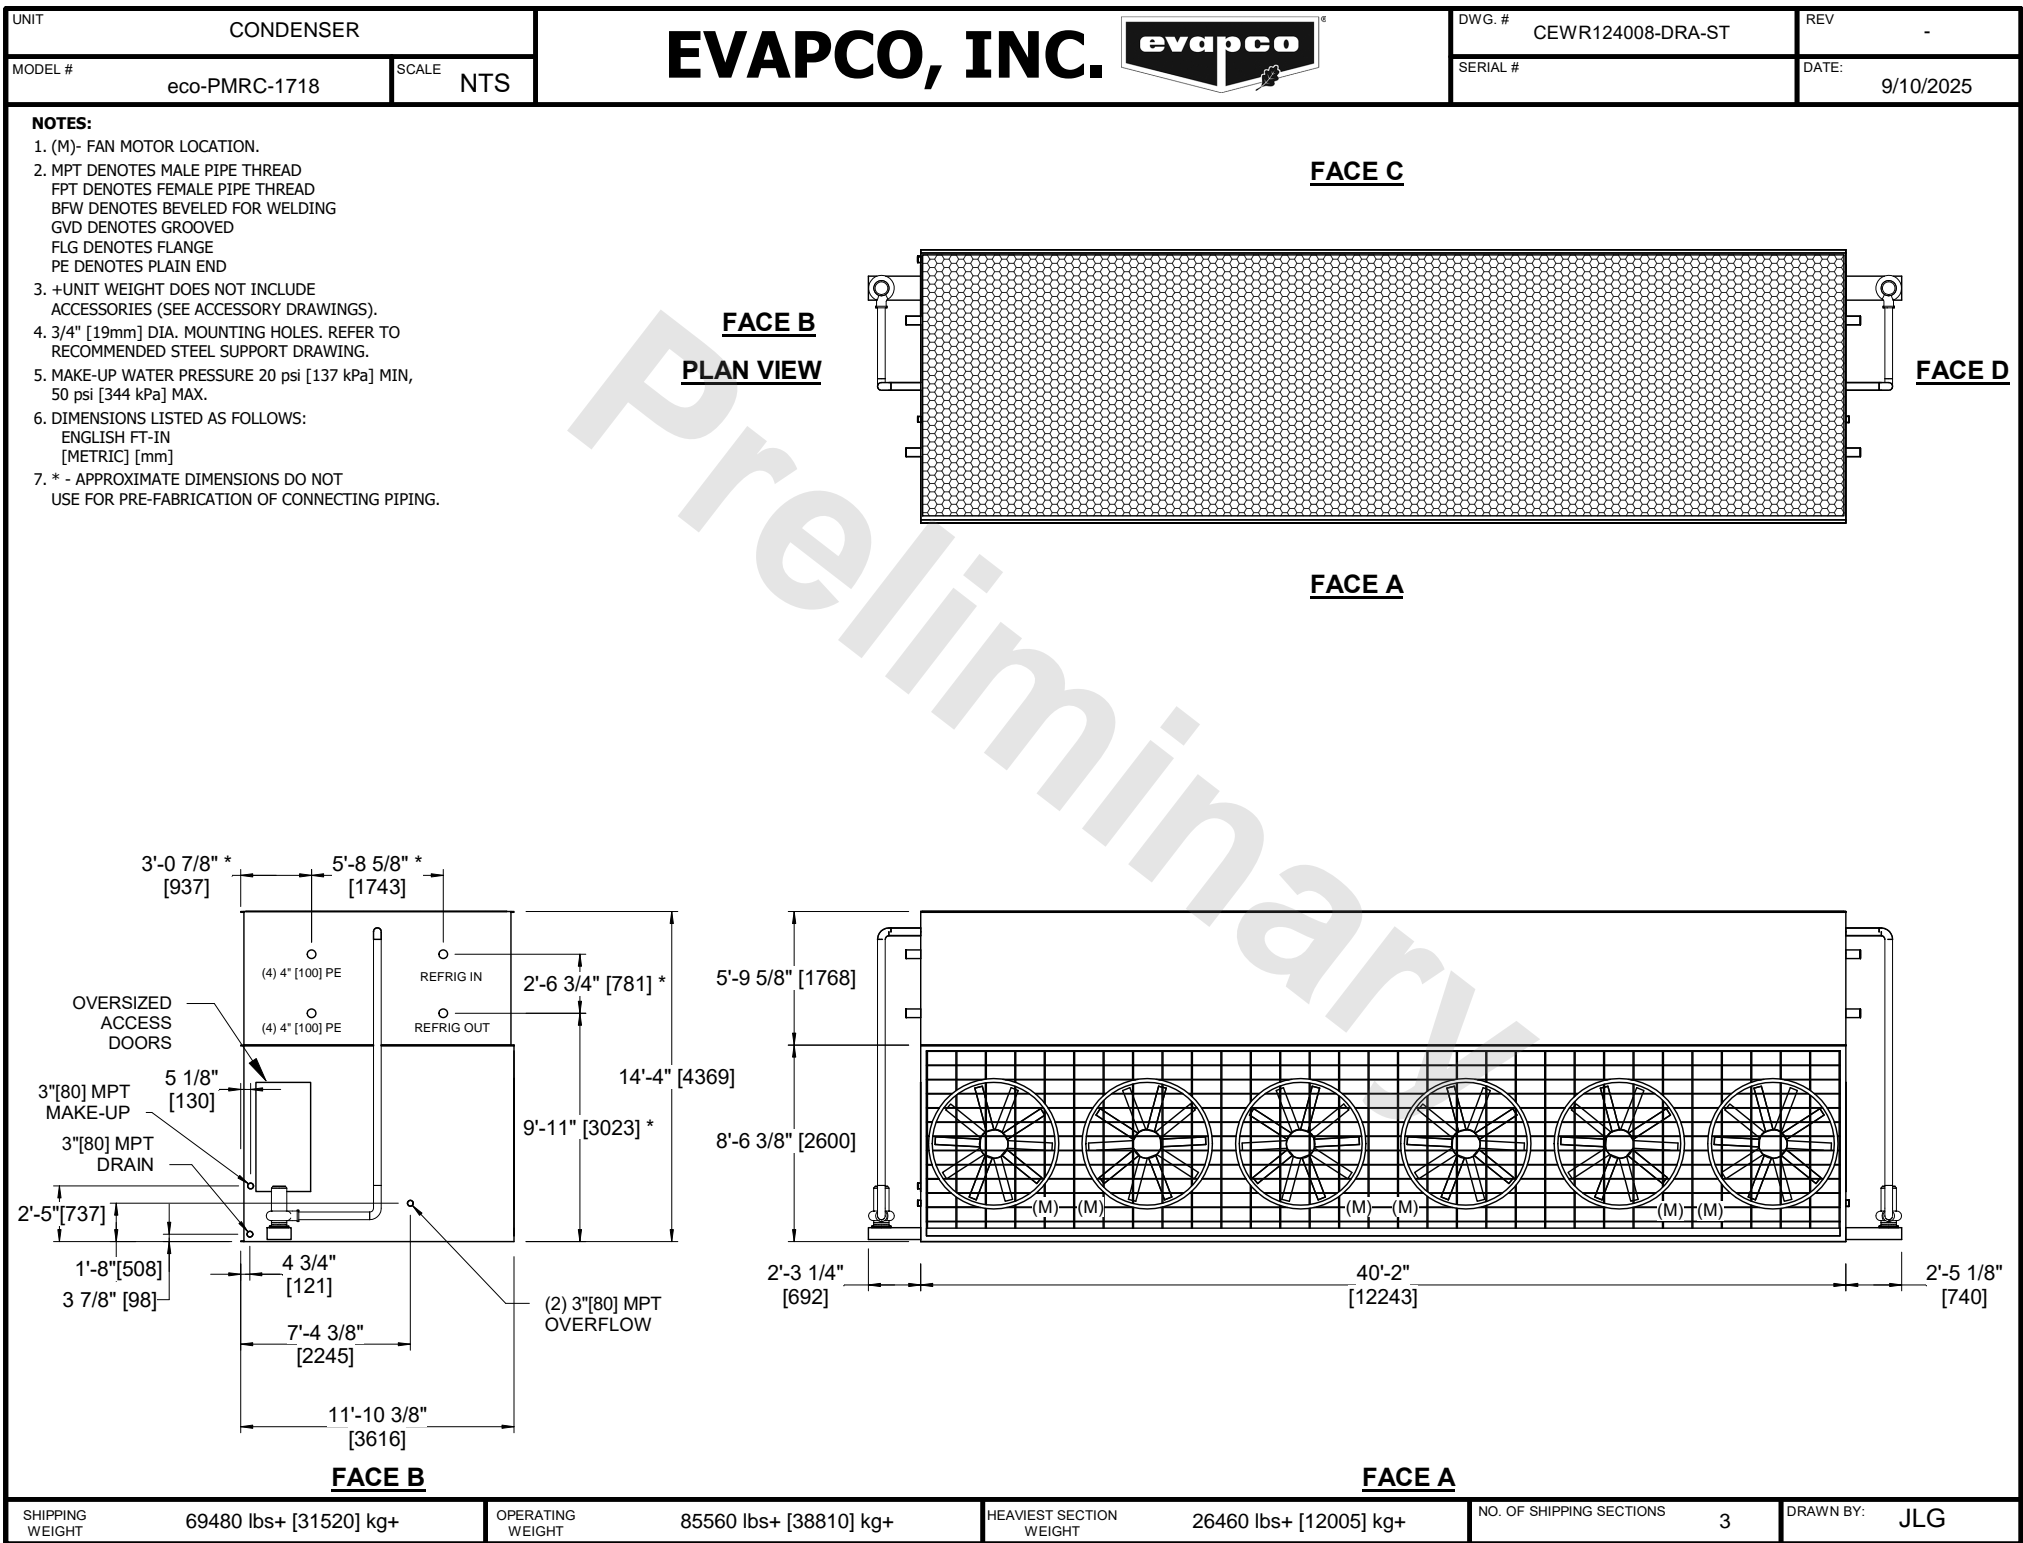 UNIT
CONDENSER
MODEL #
eco-PMRC-1718
SCALE
NTS
EVAPCO, INC.
evapco
®
DWG. #
CEWR124008-DRA-ST
REV
-
SERIAL #
DATE:
9/10/2025
NOTES:
1. (M)- FAN MOTOR LOCATION.
2. MPT DENOTES MALE PIPE THREAD
FPT DENOTES FEMALE PIPE THREAD
BFW DENOTES BEVELED FOR WELDING
GVD DENOTES GROOVED
FLG DENOTES FLANGE
PE DENOTES PLAIN END
3. +UNIT WEIGHT DOES NOT INCLUDE
ACCESSORIES (SEE ACCESSORY DRAWINGS).
4. 3/4" [19mm] DIA. MOUNTING HOLES. REFER TO
RECOMMENDED STEEL SUPPORT DRAWING.
5. MAKE-UP WATER PRESSURE 20 psi [137 kPa] MIN,
50 psi [344 kPa] MAX.
6. DIMENSIONS LISTED AS FOLLOWS:
ENGLISH FT-IN
[METRIC] [mm]
7. * - APPROXIMATE DIMENSIONS DO NOT
USE FOR PRE-FABRICATION OF CONNECTING PIPING.
FACE C
FACE B
PLAN VIEW
FACE D
FACE A
Preliminary
3'-0 7/8" *
[937]
5'-8 5/8" *
[1743]
(4) 4" [100] PE
REFRIG IN
(4) 4" [100] PE
REFRIG OUT
2'-6 3/4" [781] *
OVERSIZED
ACCESS
DOORS
5 1/8"
[130]
3"[80] MPT
MAKE-UP
3"[80] MPT
DRAIN
14'-4" [4369]
9'-11" [3023] *
2'-5"[737]
1'-8"[508]
3 7/8" [98]
4 3/4"
[121]
(2) 3"[80] MPT
OVERFLOW
7'-4 3/8"
[2245]
11'-10 3/8"
[3616]
FACE B
5'-9 5/8" [1768]
8'-6 3/8" [2600]
(M)
(M)
(M)
(M)
(M)
(M)
2'-3 1/4"
[692]
40'-2"
[12243]
2'-5 1/8"
[740]
FACE A
SHIPPING
WEIGHT
69480 lbs+ [31520] kg+
OPERATING
WEIGHT
85560 lbs+ [38810] kg+
HEAVIEST SECTION
WEIGHT
26460 lbs+ [12005] kg+
NO. OF SHIPPING SECTIONS
3
DRAWN BY:
JLG